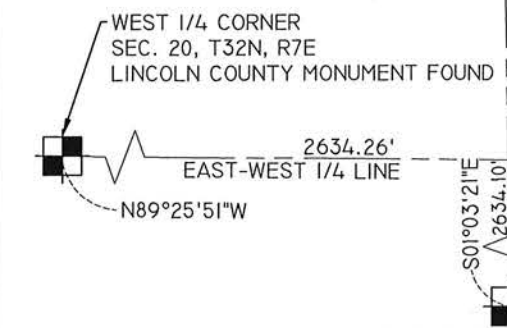 WEST 1/4 CORNER
SEC. 20, T32N, R7E
LINCOLN COUNTY MONUMENT FOUND
2634.26'
EAST-WEST 1/4 LINE
N89°25'51"W
S01°03'21"E
2634.10'